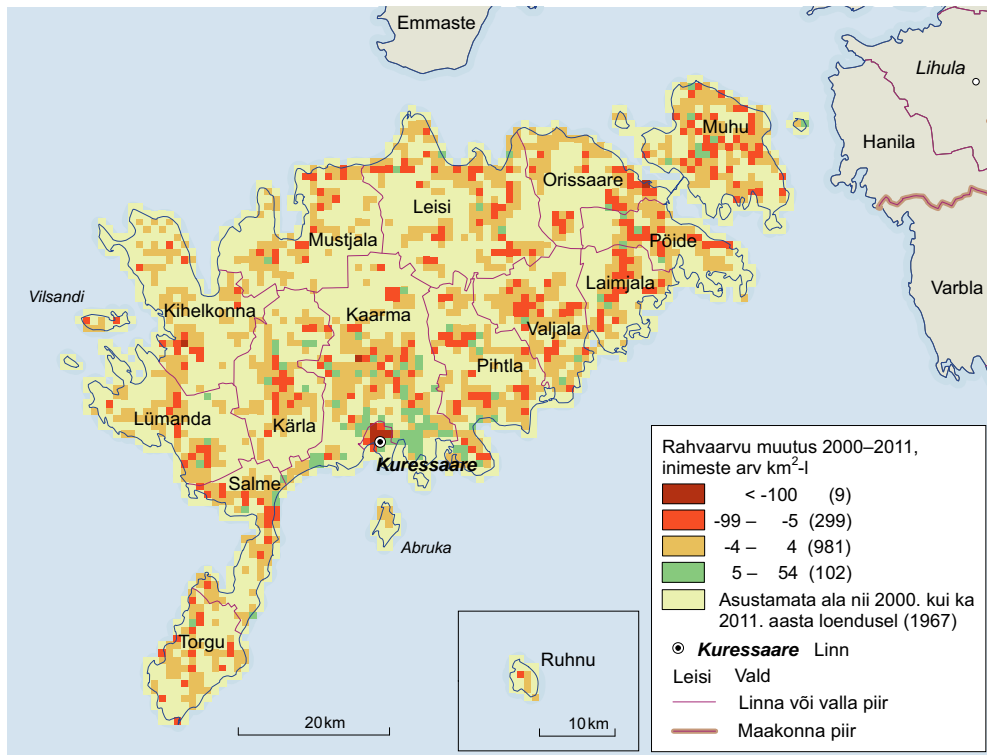 Emmaste
Lihula
Hanila
Muhu
Orissaare
Leisi
Mustjala
Pöide
Laimjala
Varbla
Vilsandi
Kihelkonna
Kaarma
Valjala
Pihtla
Lümanda
Kärla
Kuressaare
Salme
Abruka
Torgu
Ruhnu
20 km
10 km
Rahvaarvu muutus 2000–2011,
inimeste arv km²-l
< -100 (9)
-99 – -5 (299)
-4 – 4 (981)
5 – 54 (102)
Asustamata ala nii 2000. kui ka
2011. aasta loendusel (1967)
Kuressaare Linn
Leisi Vald
Linna või valla piir
Maakonna piir